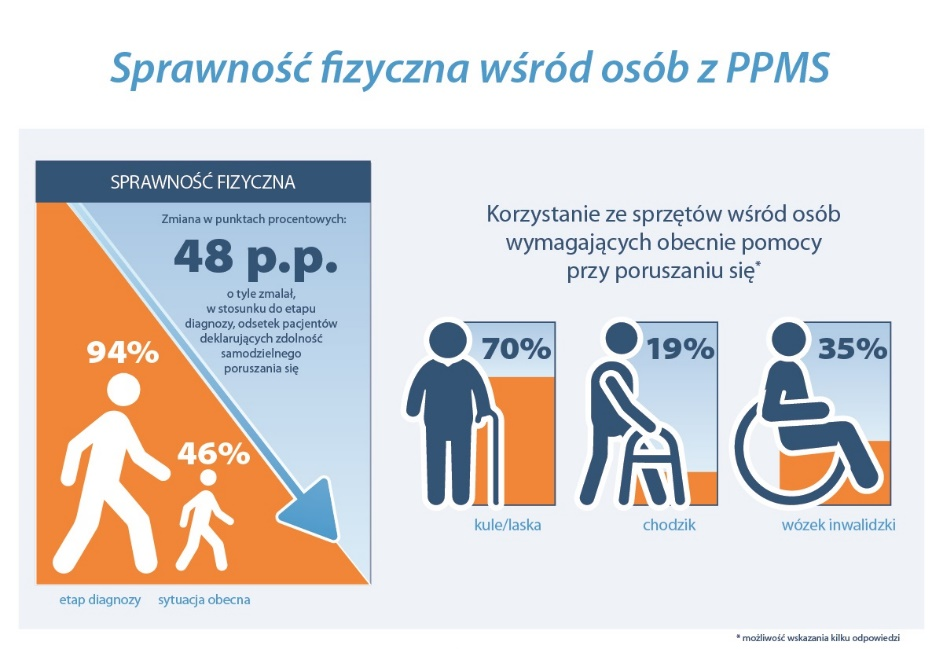 Sprawność fizyczna wśród osób z PPMS
SPRAWNOŚĆ FIZYCZNA
Zmiana w punktach procentowych:
48 p.p.
o tyle zmalał,
w stosunku do etapu
diagnozy, odsetek pacjentów
deklarujących zdolność
samodzielnego
poruszania się
94%
46%
etap diagnozy
sytuacja obecna
Korzystanie ze sprzętów wśród osób
wymagających obecnie pomocy
przy poruszaniu się*
70%
19%
35%
kule/laska
chodzik
wózek inwalidzki
* możliwość wskazania kilku odpowiedzi